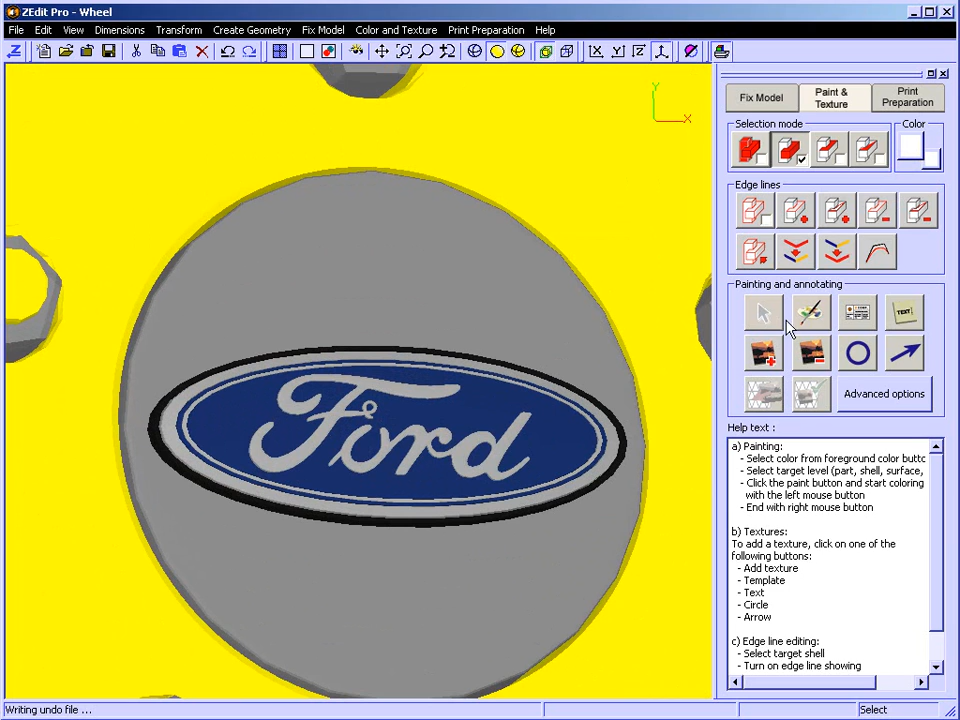 ZEdit Pro - Wheel
File Edit View Dimensions Transform Create Geometry Fix Model Color and Texture Print Preparation Help
Y
X
Ford
Fix Model
Paint &
Texture
Print
Preparation
Selection mode
Color
Edge lines
Painting and annotating
TEXT
Advanced options
Help text :
a) Painting:
- Select color from foreground color buttc
- Select target level (part, shell, surface,
- Click the paint button and start coloring
with the left mouse button
- End with right mouse button
b) Textures:
To add a texture, click on one of the
following buttons:
- Add texture
- Template
- Text
- Circle
- Arrow
c) Edge line editing:
- Select target shell
- Turn on edge line showing
Writing undo file ...
Select